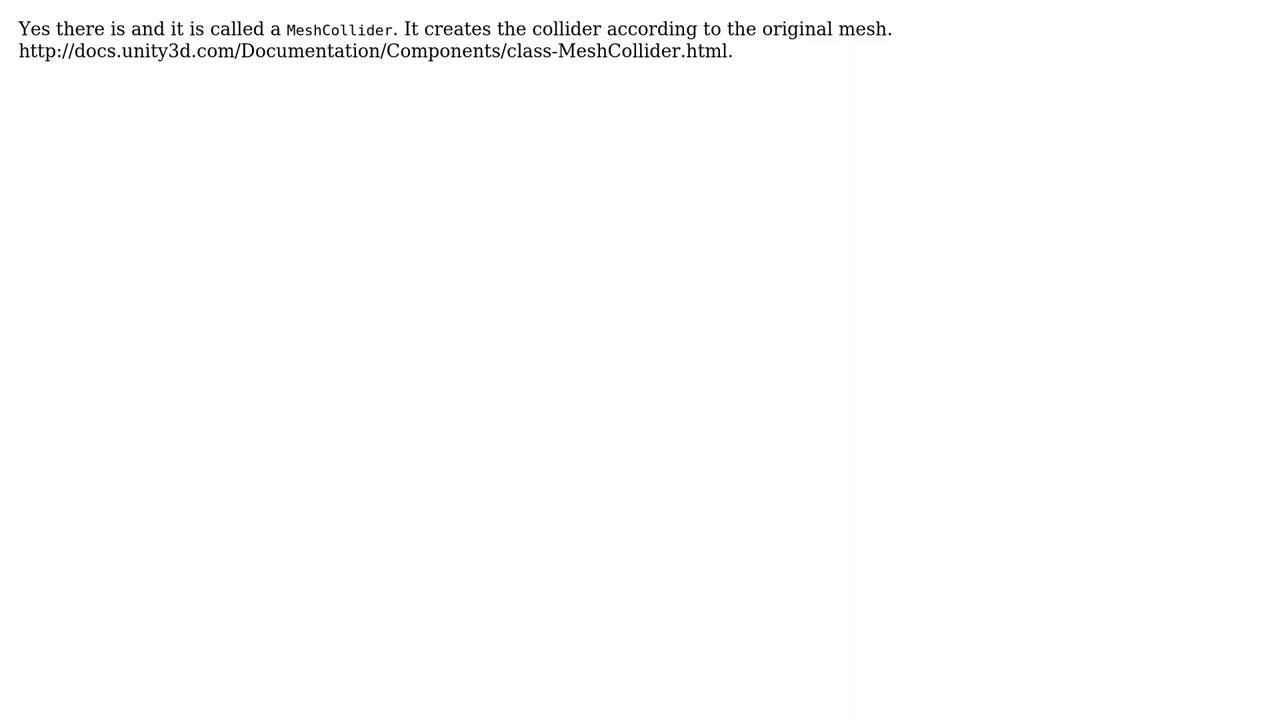 Yes there is and it is called a MeshCollider. It creates the collider according to the original mesh.
http://docs.unity3d.com/Documentation/Components/class-MeshCollider.html.